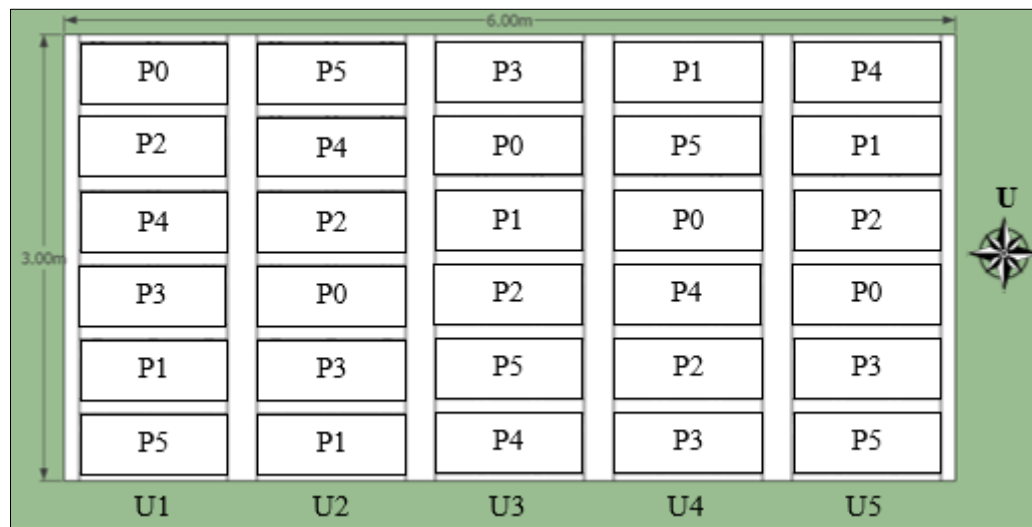 6.00m
P0 P5 P3 P1 P4
P2 P4 P0 P5 P1
U
P4 P2 P1 P0 P2
3.00m
P3 P0 P2 P4 P0
P1 P3 P5 P2 P3
P5 P1 P4 P3 P5
U1 U2 U3 U4 U5